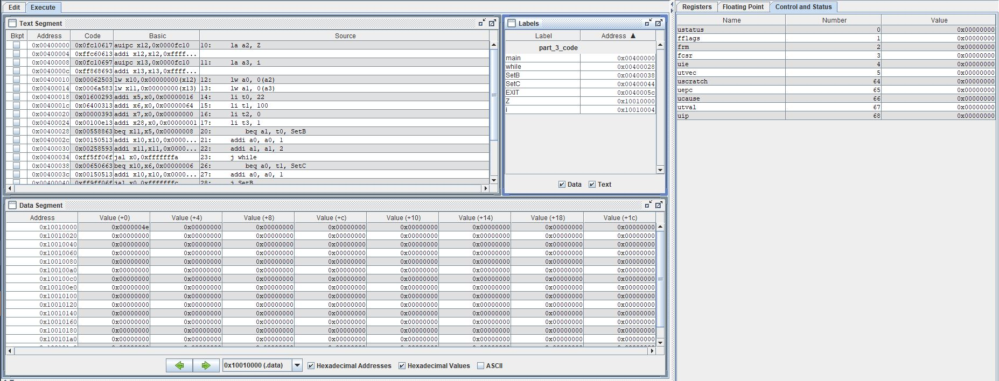 Edit Execute
Text Segment
Bkpt Address Code Basic Source
0x00400000 0x0fc10617 auipc x12,0x0000fc10 10: la a2, Z
0x00400004 0xffc60613 addi x12,x12,0xffff...
0x00400008 0x0fc10697 auipc x13,0x0000fc10 11: la a3, i
0x0040000c 0xff868693 addi x13,x13,0xffff...
0x00400010 0x00062503 lw x10,0x00000000(x12) 12: lw a0, 0(a2)
0x00400014 0x0006a583 lw x11,0x00000000(x13) 13: lw a1, 0(a3)
0x00400018 0x01600293 addi x5,x0,0x00000016 14: li t0, 22
0x0040001c 0x06400313 addi x6,x0,0x00000064 15: li t1, 100
0x00400020 0x00000393 addi x7,x0,0x00000000 16: li t2, 0
0x00400024 0x00100e13 addi x28,x0,0x00000001 17: li t3, 1
0x00400028 0x00558863 beq x11,x5,0x00000008 20: beq a1, t0, SetB
0x0040002c 0x00150513 addi x10,x10,0x0000... 21: addi a0, a0, 1
0x00400030 0x00258593 addi x11,x11,0x0000... 22: addi a1, a1, 2
0x00400034 0xff5ff06f jal x0,0xfffffffa 23: j while
0x00400038 0x00650663 beq x10,x6,0x00000006 26: beq a0, t1, SetC
0x0040003c 0x00150513 addi x10,x10,0x0000... 27: addi a0, a0, 1
0x00400040 0xff9ff06f jal x0,0xfffffffc 28: j SetB
Labels
Label Address ▲
part_3_code
main 0x00400000
while 0x00400028
SetB 0x00400038
SetC 0x00400044
EXIT 0x0040005c
Z 0x10010000
i 0x10010004
Data Text
Data Segment
Address Value (+0) Value (+4) Value (+8) Value (+c) Value (+10) Value (+14) Value (+18) Value (+1c)
0x10010000 0x0000004e 0x00000000 0x00000000 0x00000000 0x00000000 0x00000000 0x00000000 0x00000000
0x10010020 0x00000000 0x00000000 0x00000000 0x00000000 0x00000000 0x00000000 0x00000000 0x00000000
0x10010040 0x00000000 0x00000000 0x00000000 0x00000000 0x00000000 0x00000000 0x00000000 0x00000000
0x10010060 0x00000000 0x00000000 0x00000000 0x00000000 0x00000000 0x00000000 0x00000000 0x00000000
0x10010080 0x00000000 0x00000000 0x00000000 0x00000000 0x00000000 0x00000000 0x00000000 0x00000000
0x100100a0 0x00000000 0x00000000 0x00000000 0x00000000 0x00000000 0x00000000 0x00000000 0x00000000
0x100100c0 0x00000000 0x00000000 0x00000000 0x00000000 0x00000000 0x00000000 0x00000000 0x00000000
0x100100e0 0x00000000 0x00000000 0x00000000 0x00000000 0x00000000 0x00000000 0x00000000 0x00000000
0x10010100 0x00000000 0x00000000 0x00000000 0x00000000 0x00000000 0x00000000 0x00000000 0x00000000
0x10010120 0x00000000 0x00000000 0x00000000 0x00000000 0x00000000 0x00000000 0x00000000 0x00000000
0x10010140 0x00000000 0x00000000 0x00000000 0x00000000 0x00000000 0x00000000 0x00000000 0x00000000
0x10010160 0x00000000 0x00000000 0x00000000 0x00000000 0x00000000 0x00000000 0x00000000 0x00000000
0x10010180 0x00000000 0x00000000 0x00000000 0x00000000 0x00000000 0x00000000 0x00000000 0x00000000
0x100101a0 0x00000000 0x00000000 0x00000000 0x00000000 0x00000000 0x00000000 0x00000000 0x00000000
0x10010000 (.data) Hexadecimal Addresses Hexadecimal Values ASCII
Registers Floating Point Control and Status
Name Number Value
ustatus 0 0x00000000
fflags 1 0x00000000
frm 2 0x00000000
fcsr 3 0x00000000
uie 4 0x00000000
utvec 5 0x00000000
uscratch 64 0x00000000
uepc 65 0x00000000
ucause 66 0x00000000
utval 67 0x00000000
uip 68 0x00000000